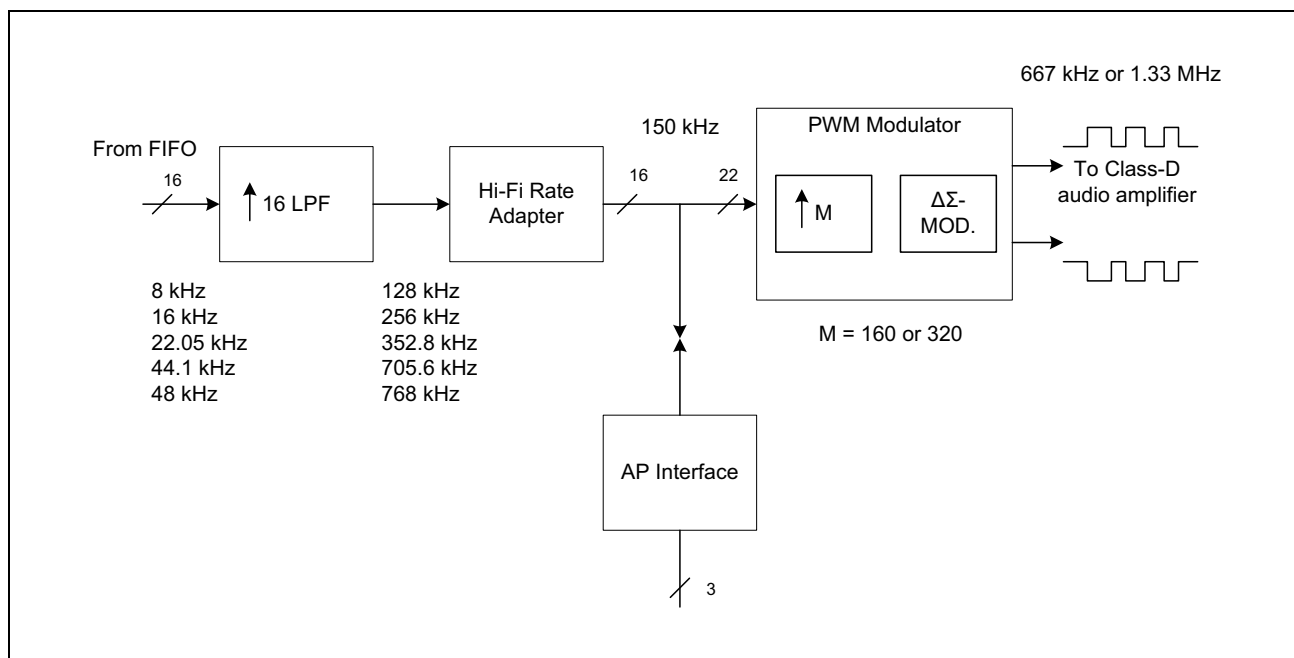 667 kHz or 1.33 MHz
150 kHz
PWM Modulator
From FIFO
16
16 LPF
Hi-Fi Rate
Adapter
16
22
M
ΔΣ-
MOD.
To Class-D
audio amplifier
8 kHz
16 kHz
22.05 kHz
44.1 kHz
48 kHz
128 kHz
256 kHz
352.8 kHz
705.6 kHz
768 kHz
M = 160 or 320
AP Interface
3